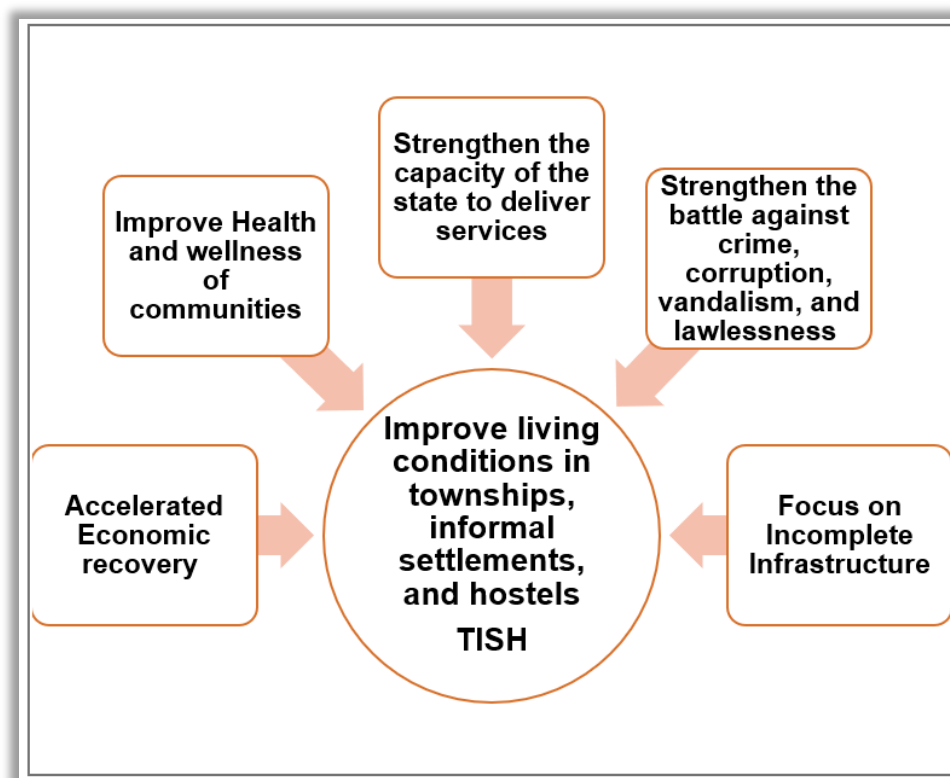 Strengthen the
capacity of the
state to deliver
services
Improve Health
and wellness
of
communities
Strengthen the
battle against
crime,
corruption,
vandalism, and
lawlessness
Improve living
conditions in
townships,
informal
settlements,
and hostels
TISH
Accelerated
Economic
recovery
Focus on
Incomplete
Infrastructure